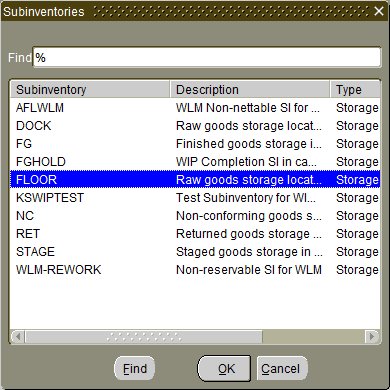 Subinventories
Find %
Subinventory Description Type
AFLWLM WLM Non-nettable SI for ... Storage
DOCK Raw goods storage locat... Storage
FG Finished goods storage i... Storage
FGHOLD WIP Completion SI in ca... Storage
FLOOR Raw goods storage locat... Storage
KSWIPTEST Test Subinventory for WI... Storage
NC Non-conforming goods s... Storage
RET Returned goods storage ... Storage
STAGE Staged goods storage in ... Storage
WLM-REWORK Non-reservable SI for WLM Storage
Find OK Cancel